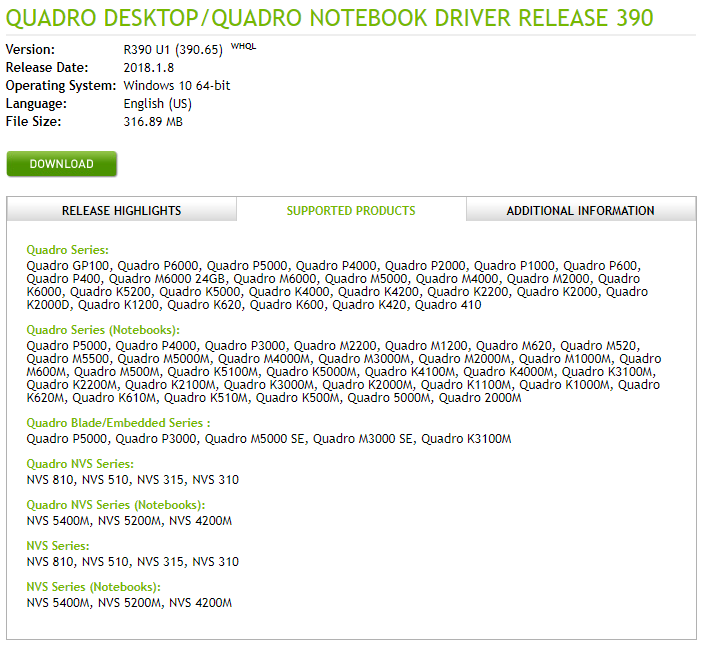 QUADRO DESKTOP/QUADRO NOTEBOOK DRIVER RELEASE 390
Version: R390 U1 (390.65) WHQL
Release Date: 2018.1.8
Operating System: Windows 10 64-bit
Language: English (US)
File Size: 316.89 MB
DOWNLOAD
RELEASE HIGHLIGHTS SUPPORTED PRODUCTS ADDITIONAL INFORMATION
Quadro Series:
Quadro GP100, Quadro P6000, Quadro P5000, Quadro P4000, Quadro P2000, Quadro P1000, Quadro P600,
Quadro P400, Quadro M6000 24GB, Quadro M6000, Quadro M5000, Quadro M4000, Quadro M2000, Quadro
K6000, Quadro K5200, Quadro K5000, Quadro K4000, Quadro K4200, Quadro K2200, Quadro K2000, Quadro
K2000D, Quadro K1200, Quadro K620, Quadro K600, Quadro K420, Quadro 410
Quadro Series (Notebooks):
Quadro P5000, Quadro P4000, Quadro P3000, Quadro M2200, Quadro M1200, Quadro M620, Quadro M520,
Quadro M5500, Quadro M5000M, Quadro M4000M, Quadro M3000M, Quadro M2000M, Quadro M1000M, Quadro
M600M, Quadro M500M, Quadro K5100M, Quadro K5000M, Quadro K4100M, Quadro K4000M, Quadro K3100M,
Quadro K2200M, Quadro K2100M, Quadro K3000M, Quadro K2000M, Quadro K1100M, Quadro K1000M, Quadro
K620M, Quadro K610M, Quadro K510M, Quadro K500M, Quadro 5000M, Quadro 2000M
Quadro Blade/Embedded Series :
Quadro P5000, Quadro P3000, Quadro M5000 SE, Quadro M3000 SE, Quadro K3100M
Quadro NVS Series:
NVS 810, NVS 510, NVS 315, NVS 310
Quadro NVS Series (Notebooks):
NVS 5400M, NVS 5200M, NVS 4200M
NVS Series:
NVS 810, NVS 510, NVS 315, NVS 310
NVS Series (Notebooks):
NVS 5400M, NVS 5200M, NVS 4200M